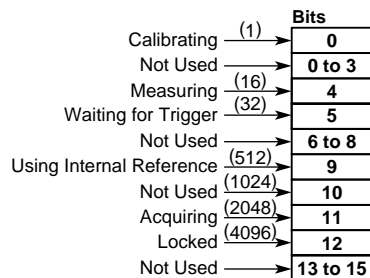 Bits
Calibrating (1) 0
Not Used 0 to 3
Measuring (16) 4
Waiting for Trigger (32) 5
Not Used 6 to 8
Using Internal Reference (512) 9
Not Used (1024) 10
Acquiring (2048) 11
Locked (4096) 12
Not Used 13 to 15